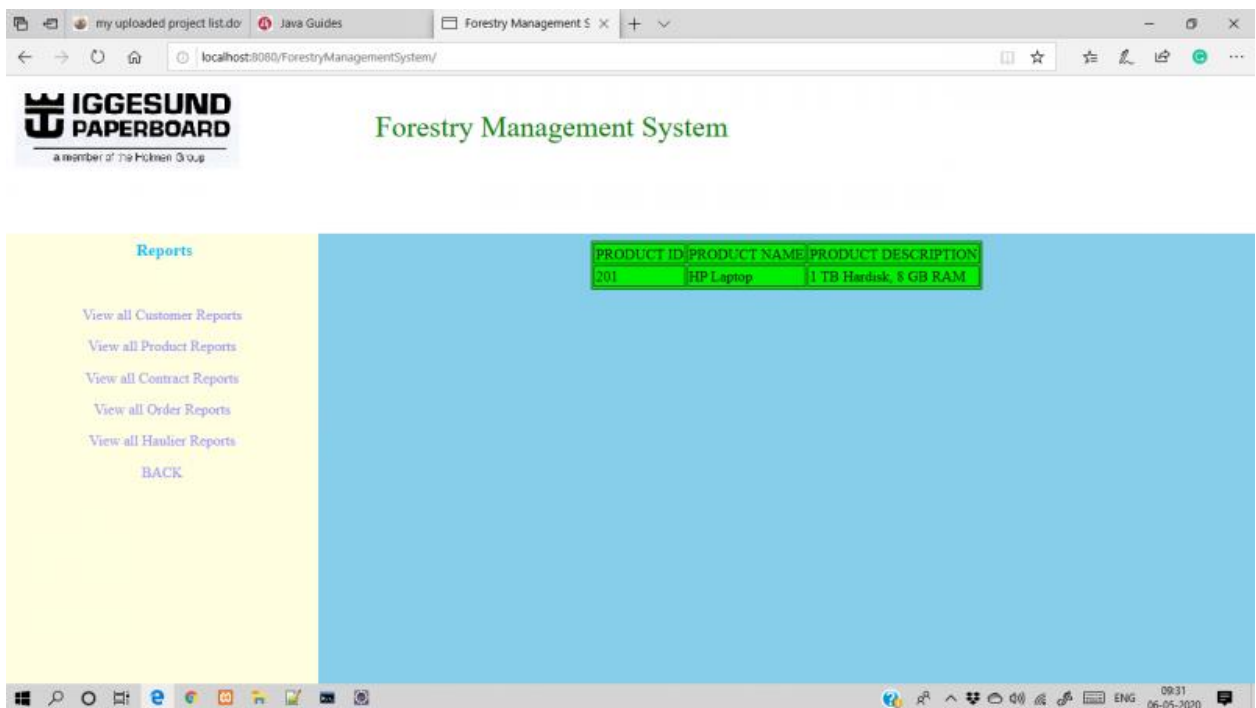 my uploaded project list.do
Java Guides
Forestry Management S
localhost:8080/ForestryManagementSystem/
IGGESUND
PAPERBOARD
a member of the Holmen Group
Forestry Management System
Reports
View all Customer Reports
View all Product Reports
View all Contract Reports
View all Order Reports
View all Haulier Reports
BACK
PRODUCT ID PRODUCT NAME PRODUCT DESCRIPTION
201 HP Laptop 1 TB Hardisk, 8 GB RAM
ENG
09:31
06-05-2020